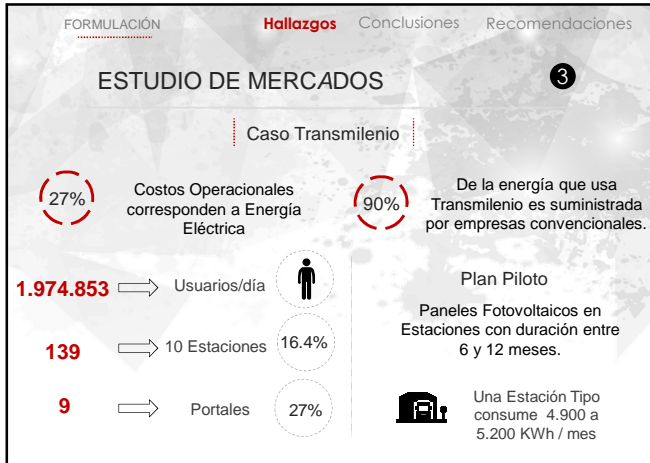 FORMULACIÓN Hallazgos Conclusiones Recomendaciones
ESTUDIO DE MERCADOS 3
Caso Transmilenio
27%
Costos Operacionales
corresponden a Energía
Eléctrica
90%
De la energía que usa
Transmilenio es suministrada
por empresas convencionales.
1.974.853 Usuarios/día
139 10 Estaciones 16.4%
9 Portales 27%
Plan Piloto
Paneles Fotovoltaicos en
Estaciones con duración entre
6 y 12 meses.
Una Estación Tipo
consume 4.900 a
5.200 KWh / mes